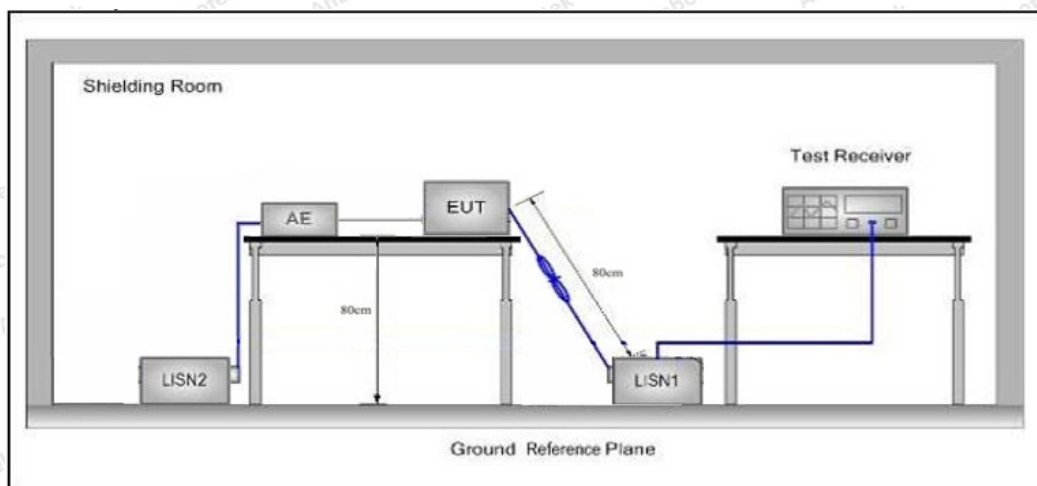 Shielding Room
Test Receiver
EUT
AE
80cm
80cm
LISN2
LISN1
Ground Reference Plane